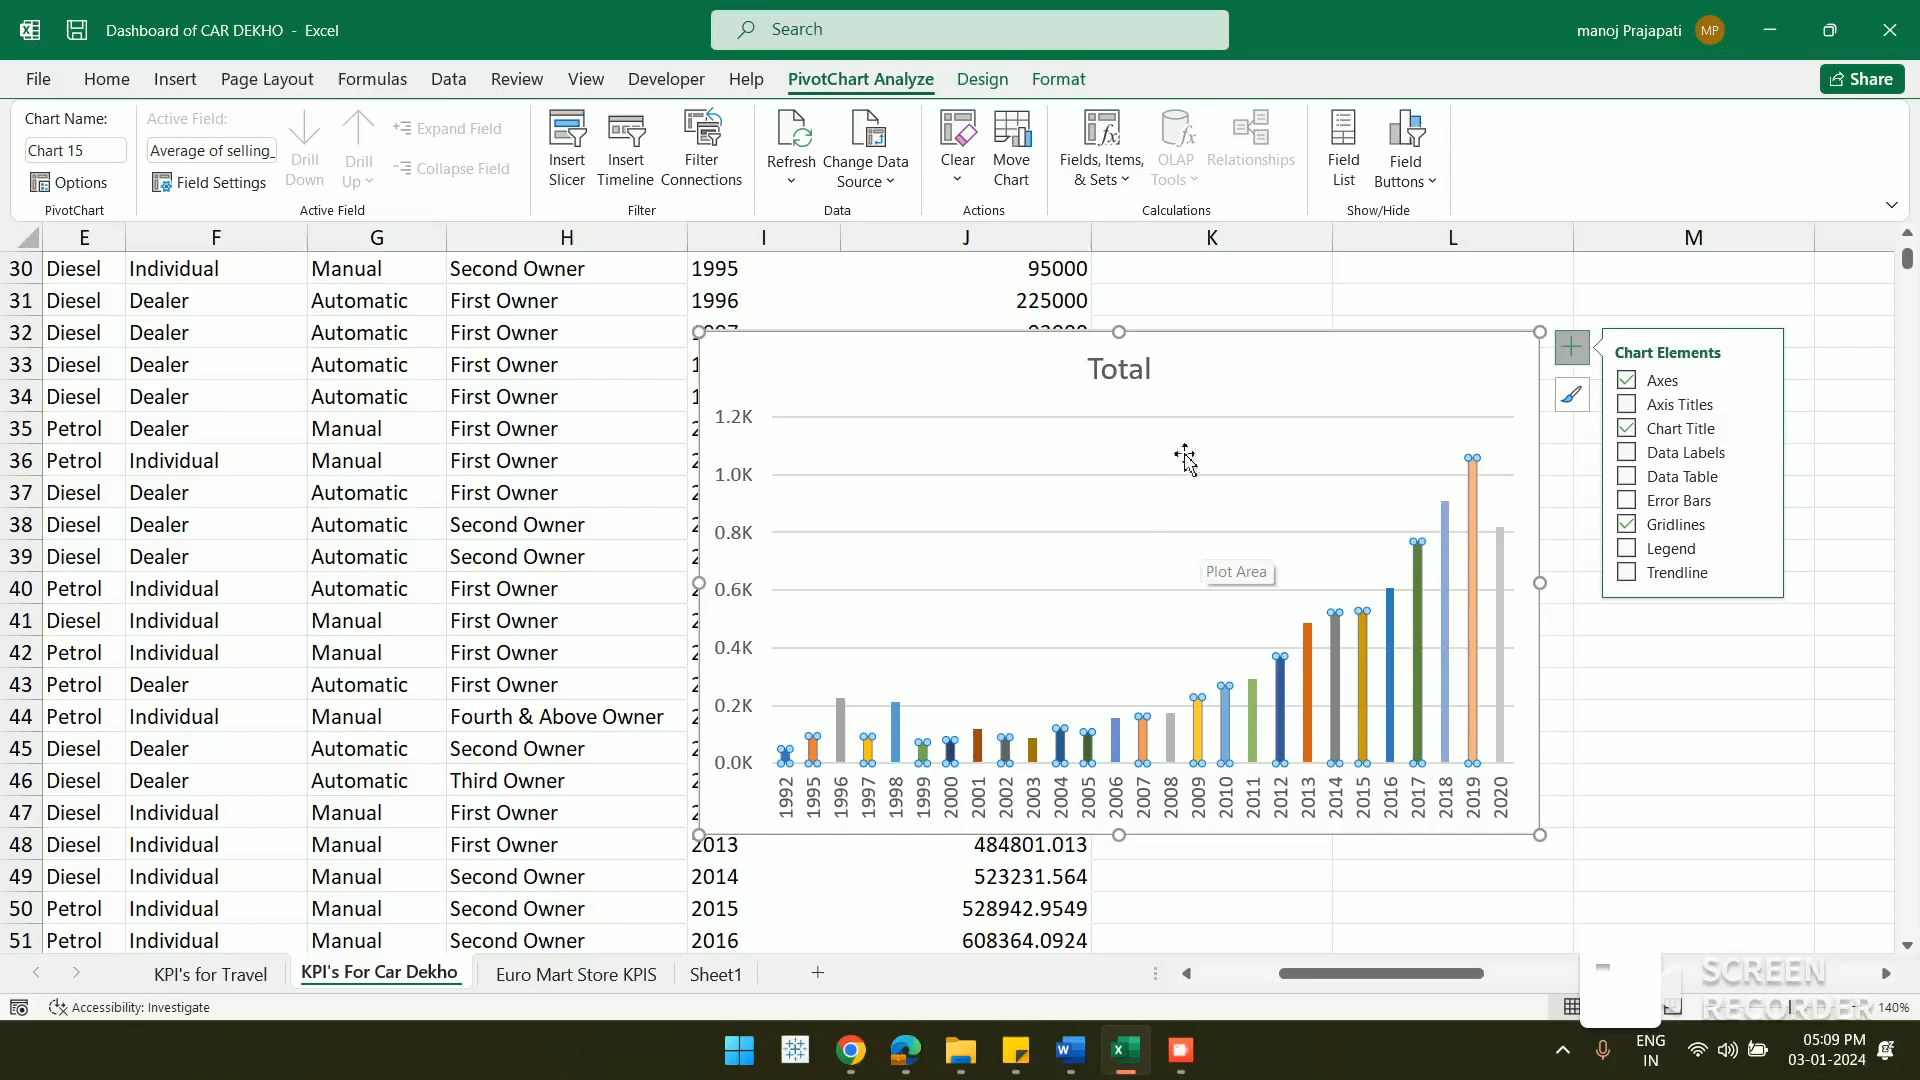 Dashboard of CAR DEKHO - Excel
Search
manoj Prajapati MP
File Home Insert Page Layout Formulas Data Review View Developer Help PivotChart Analyze Design Format Share
Chart Name:
Chart 15
Options
PivotChart
Active Field:
Average of selling_
Field Settings
Drill Down
Drill Up
Expand Field
Collapse Field
Active Field
Insert Slicer
Insert Timeline
Filter Connections
Filter
Refresh
Change Data Source
Data
Clear
Move Chart
Actions
Fields, Items, & Sets
OLAP Tools
Relationships
Calculations
Field List
Field Buttons
Show/Hide
E F G H I J K L M
30 Diesel Individual Manual Second Owner 1995 95000
31 Diesel Dealer Automatic First Owner 1996 225000
32 Diesel Dealer Automatic First Owner
33 Diesel Dealer Automatic First Owner
34 Diesel Dealer Automatic First Owner
35 Petrol Dealer Manual First Owner
36 Petrol Individual Manual First Owner
37 Diesel Dealer Automatic First Owner
38 Diesel Dealer Automatic Second Owner
39 Diesel Dealer Automatic Second Owner
40 Petrol Individual Automatic First Owner
41 Diesel Individual Manual First Owner
42 Petrol Individual Manual First Owner
43 Petrol Dealer Automatic First Owner
44 Petrol Individual Manual Fourth & Above Owner
45 Diesel Dealer Automatic Second Owner
46 Diesel Dealer Automatic Third Owner
47 Diesel Individual Manual First Owner
48 Diesel Individual Manual First Owner 2013 484801.013
49 Diesel Individual Manual Second Owner 2014 523231.564
50 Petrol Individual Manual Second Owner 2015 528942.9549
51 Petrol Individual Manual Second Owner 2016 608364.0924
Total
1.2K
1.0K
0.8K
0.6K
0.4K
0.2K
0.0K
Plot Area
1992 1995 1996 1997 1998 1999 2000 2001 2002 2003 2004 2005 2006 2007 2008 2009 2010 2011 2012 2013 2014 2015 2016 2017 2018 2019 2020
Chart Elements
Axes
Axis Titles
Chart Title
Data Labels
Data Table
Error Bars
Gridlines
Legend
Trendline
KPI's for Travel KPI's For Car Dekho Euro Mart Store KPIS Sheet1
Accessibility: Investigate
140%
SCREEN
RECORDER
ENG
IN
05:09 PM
03-01-2024